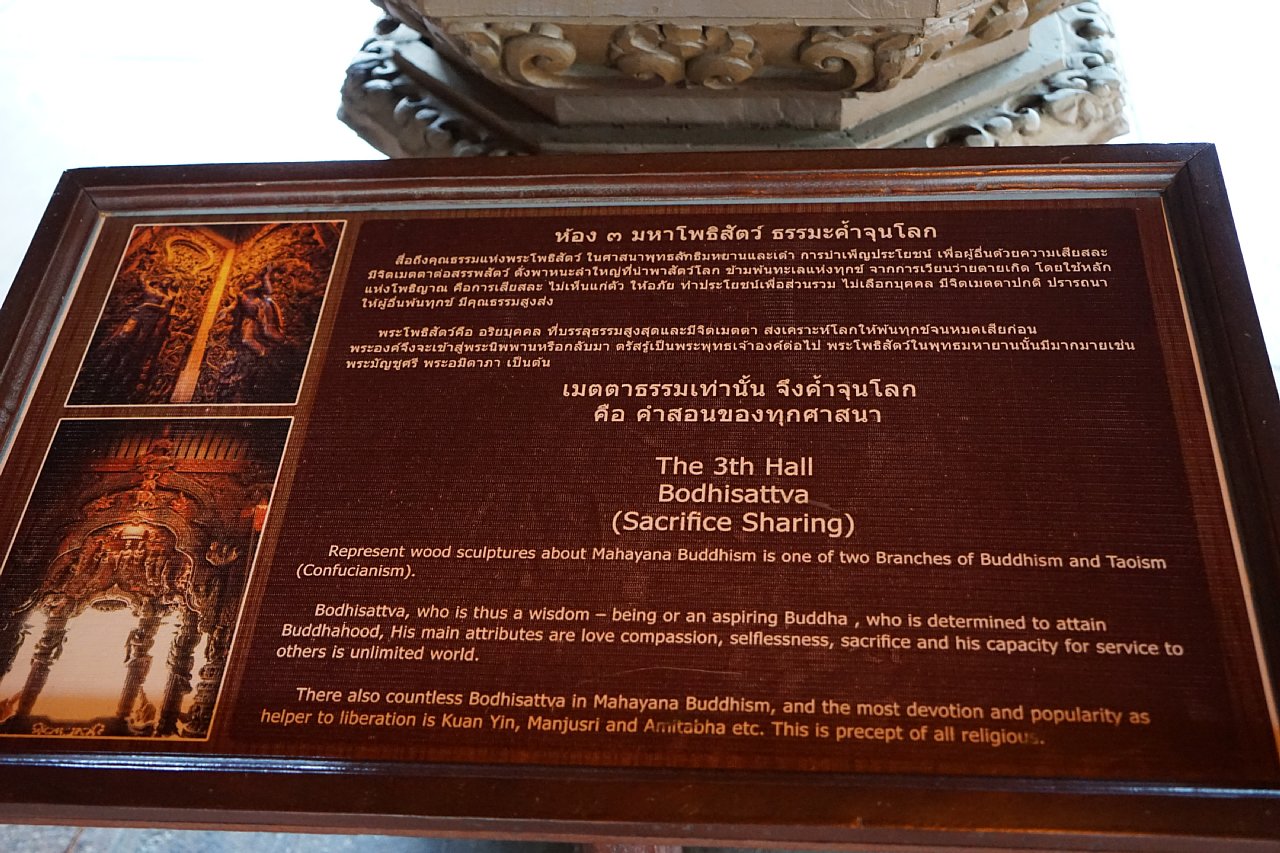 ห้อง ๓ มหาโพธิสัตว์ ธรรมะค้ำจุนโลก
สื่อถึงคุณธรรมแห่งพระโพธิสัตว์ ในศาสนาพุทธลัทธิมหายานและเต๋า การบำเพ็ญประโยชน์ เพื่อผู้อื่นด้วยความเสียสละ
มีจิตเมตตาต่อสรรพสัตว์ ดั่งพาหนะลำใหญ่ที่นำพาสัตว์โลก ข้ามพ้นทะเลแห่งทุกข์ จากการเวียนว่ายตายเกิด โดยใช้หลัก
แห่งโพธิญาณ คือการเสียสละ ไม่เห็นแก่ตัว ให้อภัย ทำประโยชน์เพื่อส่วนรวม ไม่เลือกบุคคล มีจิตเมตตาปกติ ปรารถนา
ให้ผู้อื่นพ้นทุกข์ มีคุณธรรมสูงส่ง
พระโพธิสัตว์คือ อริยบุคคล ที่บรรลุธรรมสูงสุดและมีจิตเมตตา สงเคราะห์โลกให้พ้นทุกข์จนหมดเสียก่อน
พระองค์จึงจะเข้าสู่พระนิพพานหรือกลับมา ตรัสรู้เป็นพระพุทธเจ้าองค์ต่อไป พระโพธิสัตว์ในพุทธมหายานนั้นมีมากมายเช่น
พระมัญชูศรี พระอมิตาภา เป็นต้น
เมตตาธรรมเท่านั้น จึงค้ำจุนโลก
คือ คำสอนของทุกศาสนา
The 3th Hall
Bodhisattva
(Sacrifice Sharing)
Represent wood sculptures about Mahayana Buddhism is one of two Branches of Buddhism and Taoism
(Confucianism).
Bodhisattva, who is thus a wisdom – being or an aspiring Buddha , who is determined to attain
Buddhahood, His main attributes are love compassion, selflessness, sacrifice and his capacity for service to
others is unlimited world.
There also countless Bodhisattva in Mahayana Buddhism, and the most devotion and popularity as
helper to liberation is Kuan Yin, Manjusri and Amitabha etc. This is precept of all religious.